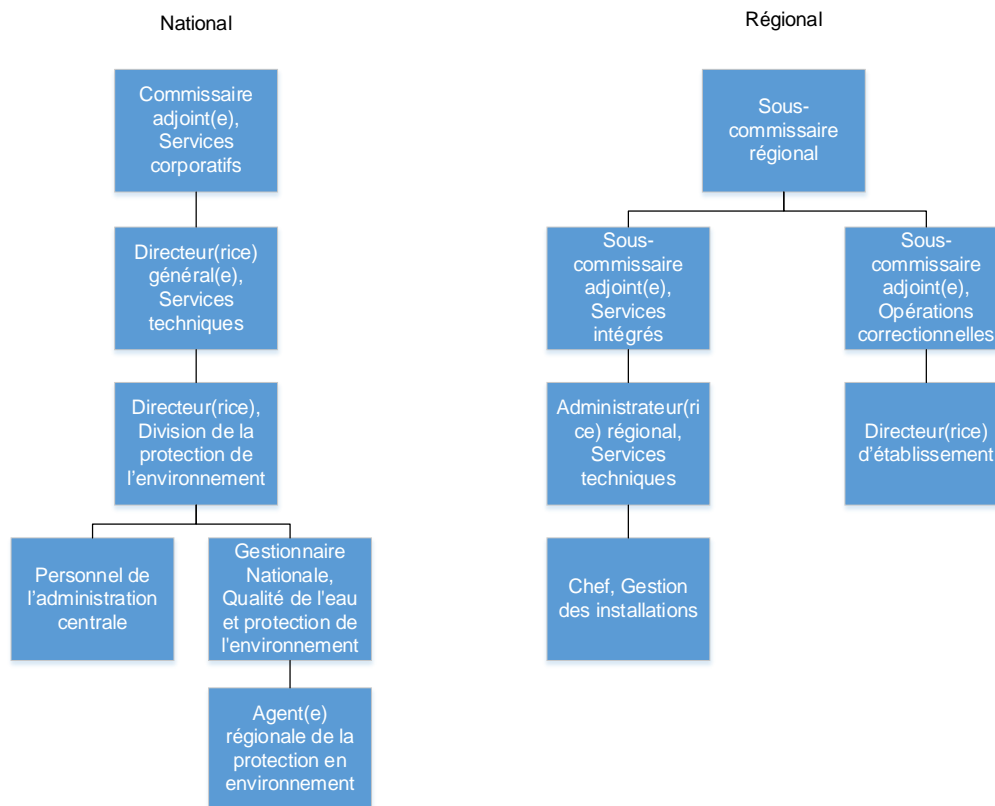 National
Commissaire
adjoint(e),
Services
corporatifs
Directeur(rice)
général(e),
Services
techniques
Directeur(rice),
Division de la
protection de
l’environnement
Personnel de
l’administration
centrale
Gestionnaire
Nationale,
Qualité de l'eau
et protection de
l'environnement
Agent(e)
régionale de la
protection en
environnement
Régional
Sous-
commissaire
régional
Sous-
commissaire
adjoint(e),
Services
intégrés
Administrateur(ri
ce) régional,
Services
techniques
Chef, Gestion
des installations
Sous-
commissaire
adjoint(e),
Opérations
correctionnelles
Directeur(rice)
d’établissement